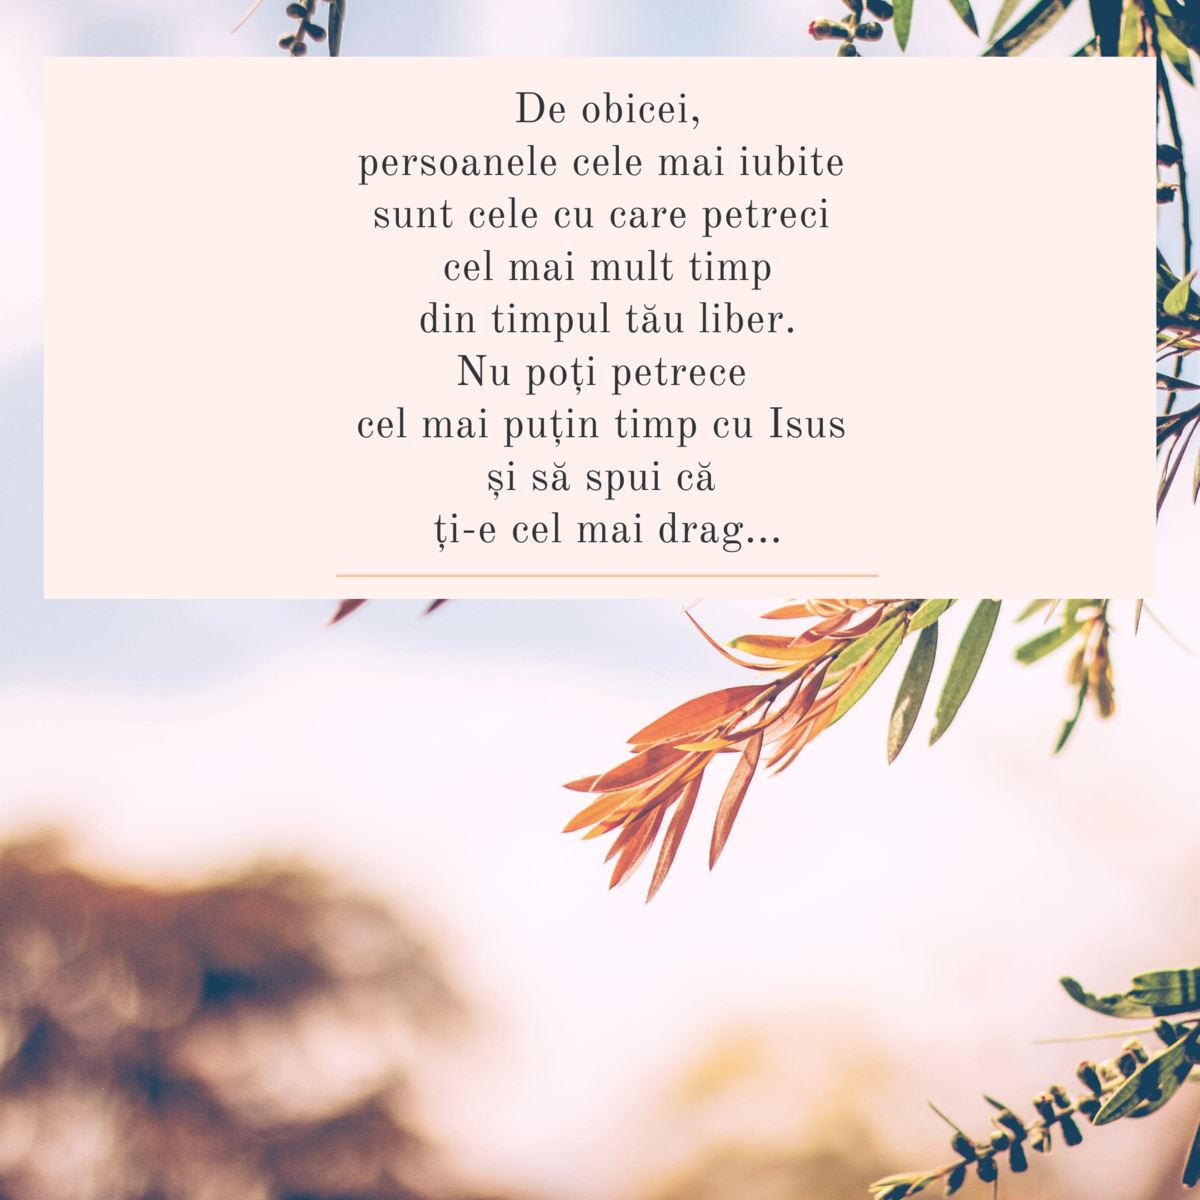 De obicei,
persoanele cele mai iubite
sunt cele cu care petreci
cel mai mult timp
din timpul tău liber.
Nu poți petrece
cel mai puțin timp cu Isus
și să spui că
ți-e cel mai drag...